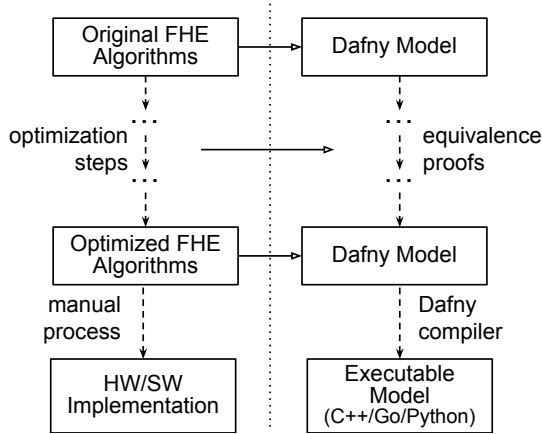 Original FHE
Algorithms
Dafny Model
...
...
optimization
steps
equivalence
proofs
...
...
Optimized FHE
Algorithms
Dafny Model
manual
process
Dafny
compiler
HW/SW
Implementation
Executable
Model
(C++/Go/Python)